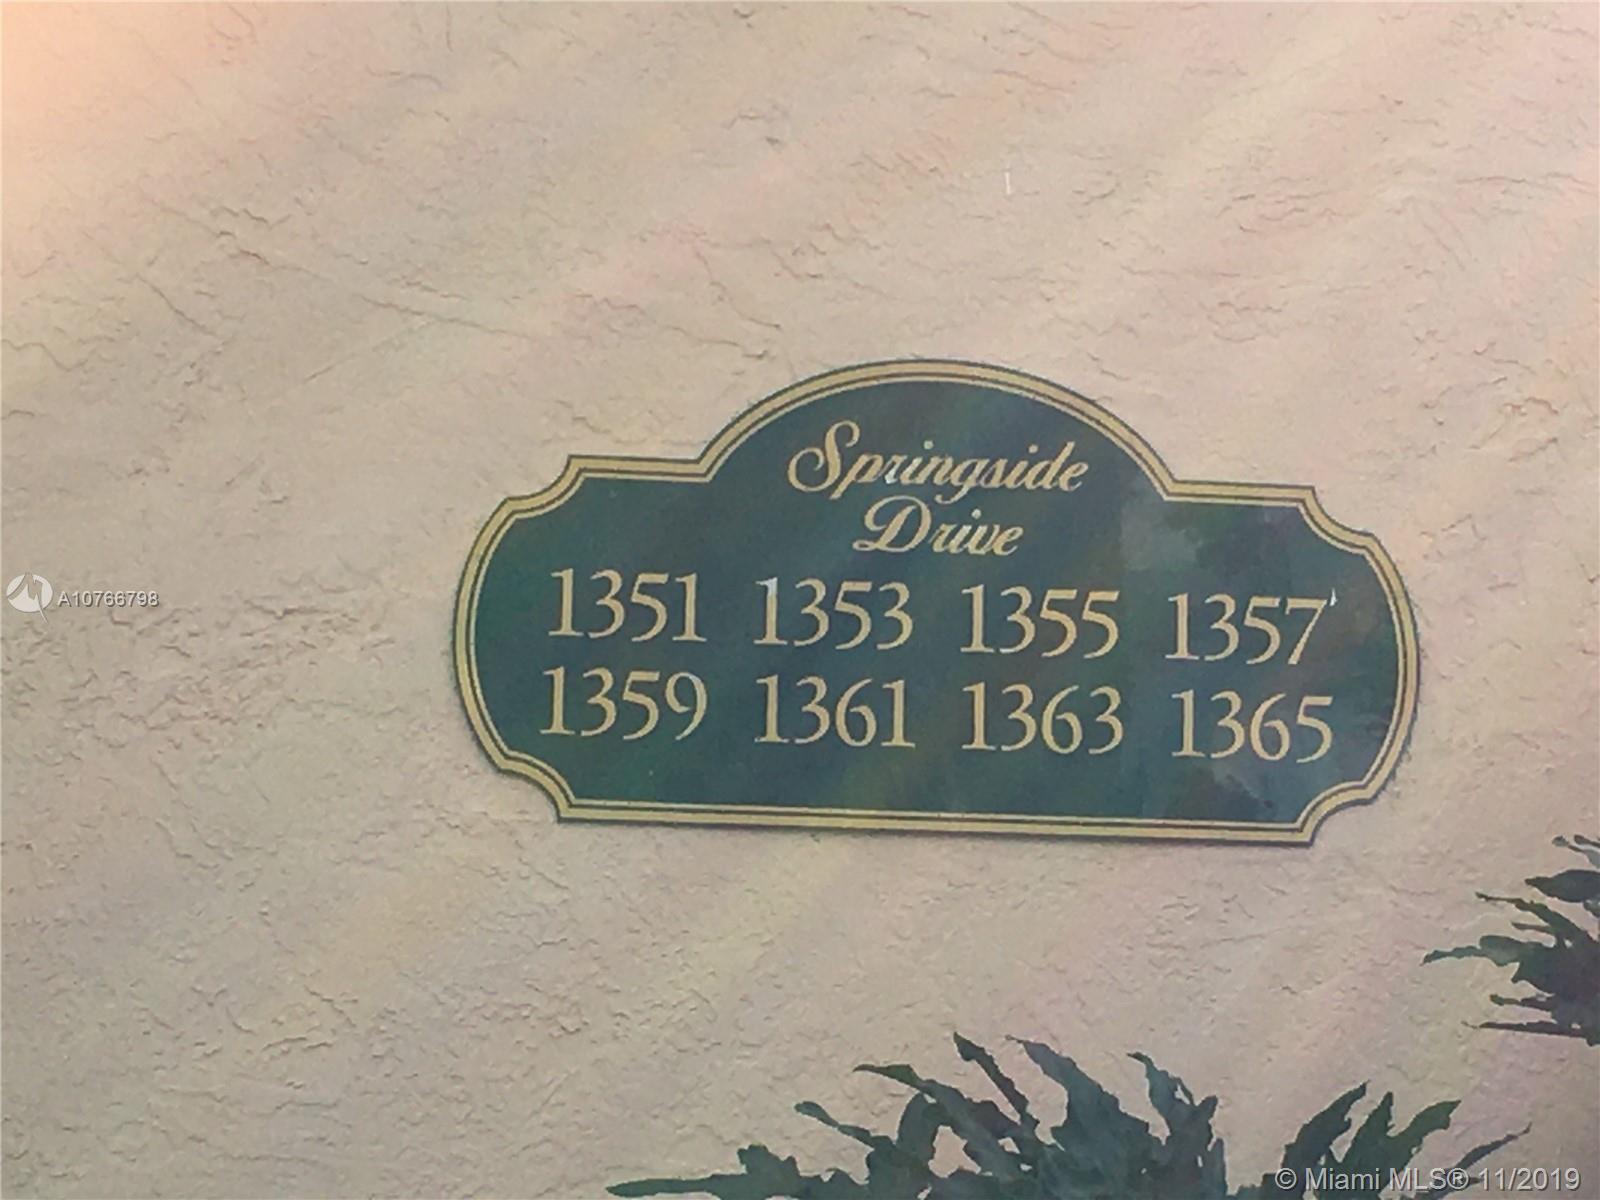 Springside
Drive
1351 1353 1355 1357
1359 1361 1363 1365
A10766798
© Miami MLS® 11/2019